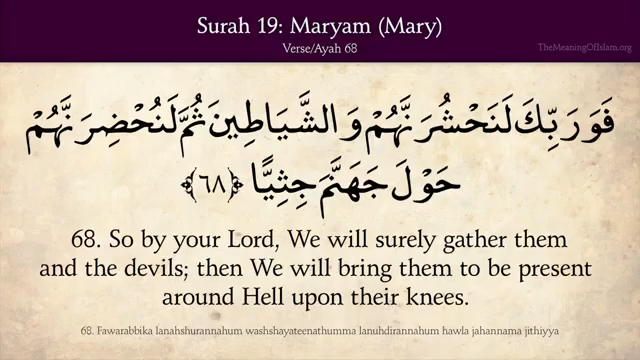 Surah 19: Maryam (Mary)
Verse/Ayah 68
TheMeaningOfIslam.org
فَوَرَبِّكَ لَنَحْشُرَنَّهُمْ وَالشَّيَاطِينَ ثُمَّ لَنُحْضِرَنَّهُمْ
حَوْلَ جَهَنَّمَ جِثِيًّا ﴿٦٨﴾
68. So by your Lord, We will surely gather them
and the devils; then We will bring them to be present
around Hell upon their knees.
68. Fawarabbika lanahshurannahum washshayateenathumma lanuhdirannahum hawla jahannama jithiyya